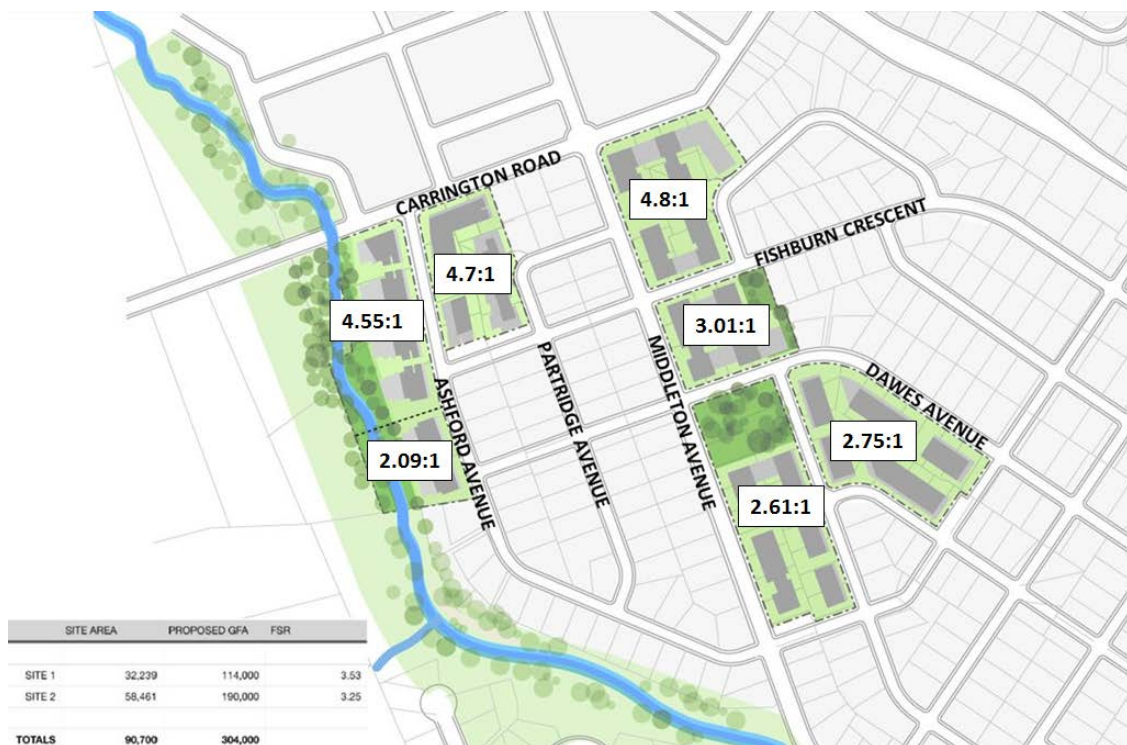 CARRINGTON ROAD
4.8:1
FISHBURN CRESCENT
4.7:1
4.55:1
3.01:1
PARTRIDGE AVENUE
MIDDLETON AVENUE
ASHFORD AVENUE
DAWES AVENUE
2.75:1
2.09:1
2.61:1
SITE AREA PROPOSED GFA FSR
SITE 1 32,239 114,000 3.53
SITE 2 58,461 190,000 3.25
TOTALS 90,700 304,000